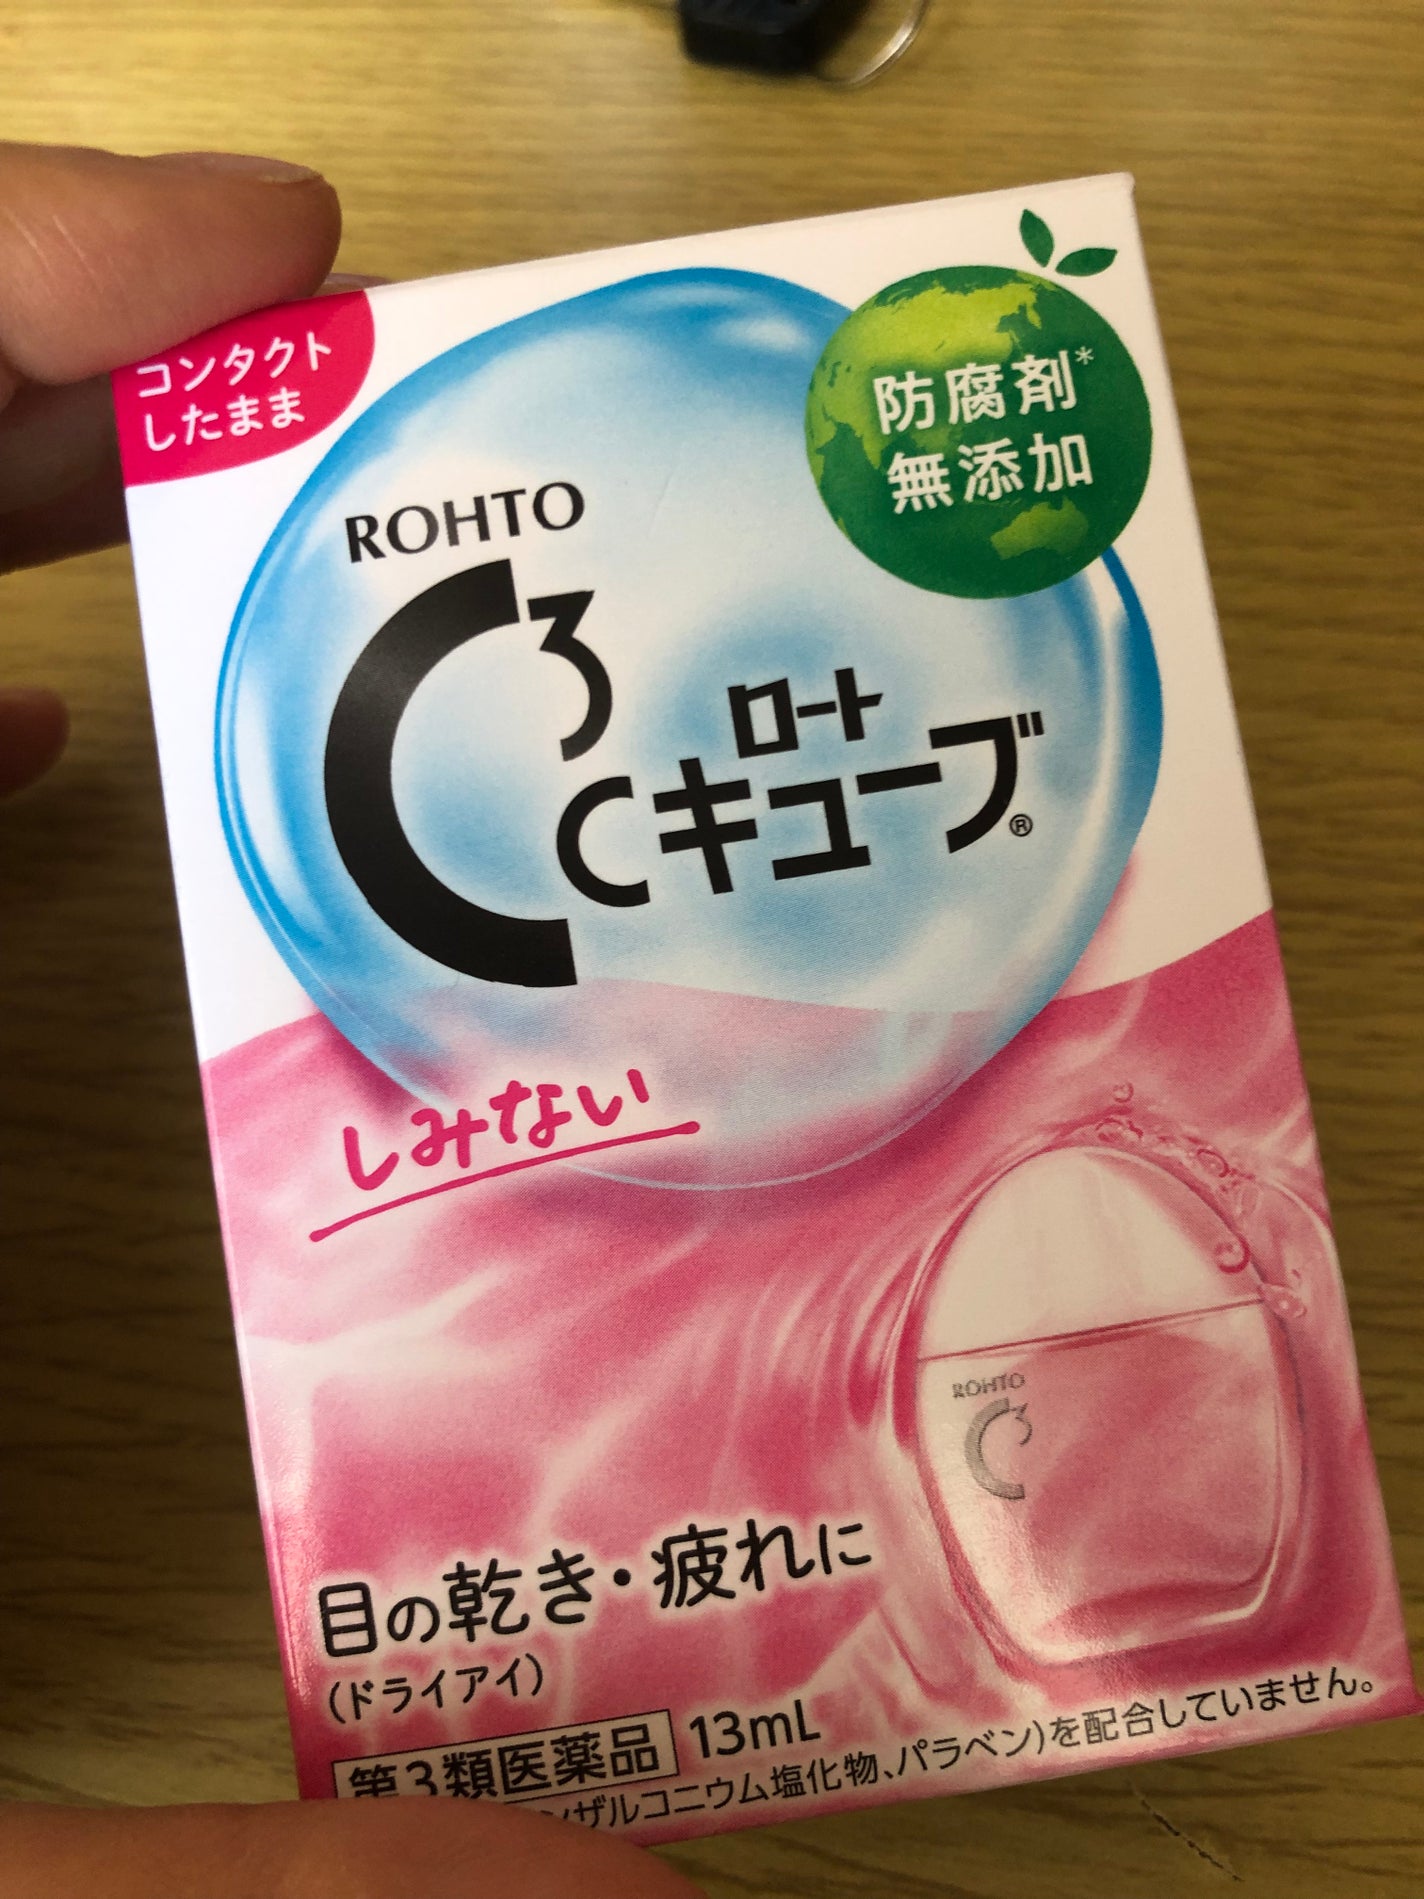 コンタクト
したまま
防腐剤*
無添加
ROHTO
C3
ロート
Cキューブ®
しみない
ROHTO
C3
目の乾き・疲れに
(ドライアイ)
第3類医薬品 13mL
ザルコニウム塩化物、パラベン)を配合していません。